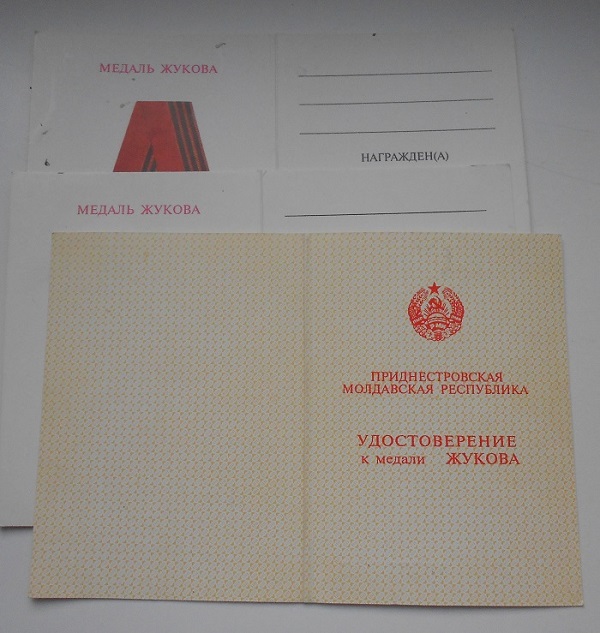 МЕДАЛЬ ЖУКОВА
НАГРАЖДЕН(А)
МЕДАЛЬ ЖУКОВА
ПРИДНЕСТРОВСКАЯ
МОЛДАВСКАЯ РЕСПУБЛИКА
УДОСТОВЕРЕНИЕ
к медали ЖУКОВА